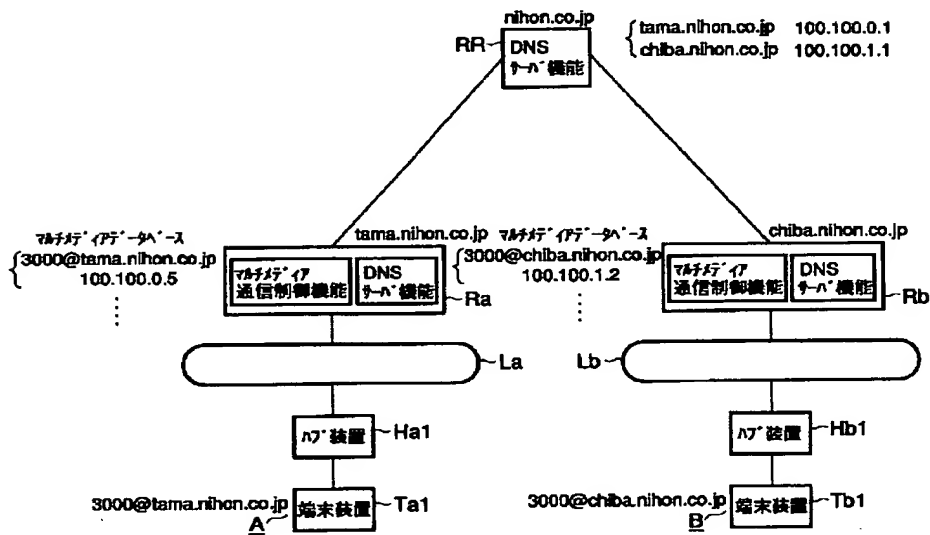 nihon.co.jp
RR
DNS
ｻｰﾊﾞ機能
tama.nihon.co.jp 100.100.0.1
chiba.nihon.co.jp 100.100.1.1
ﾏﾙﾁﾒﾃﾞｨｱﾃﾞｰﾀﾍﾞｰｽ
3000@tama.nihon.co.jp
100.100.0.5
tama.nihon.co.jp
ﾏﾙﾁﾒﾃﾞｨｱ
通信制御機能
DNS
ｻｰﾊﾞ機能
Ra
ﾏﾙﾁﾒﾃﾞｨｱﾃﾞｰﾀﾍﾞｰｽ
3000@chiba.nihon.co.jp
100.100.1.2
chiba.nihon.co.jp
ﾏﾙﾁﾒﾃﾞｨｱ
通信制御機能
DNS
ｻｰﾊﾞ機能
Rb
La
Lb
ﾊﾌﾞ装置
Ha1
ﾊﾌﾞ装置
Hb1
3000@tama.nihon.co.jp
A
端末装置
Ta1
3000@chiba.nihon.co.jp
B
端末装置
Tb1